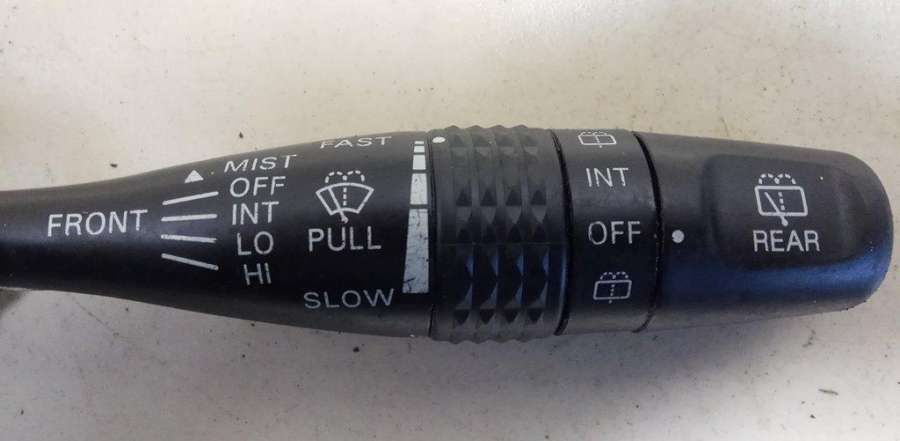 FRONT
MIST
OFF
INT
LO
HI
FAST
PULL
SLOW
INT
OFF
REAR